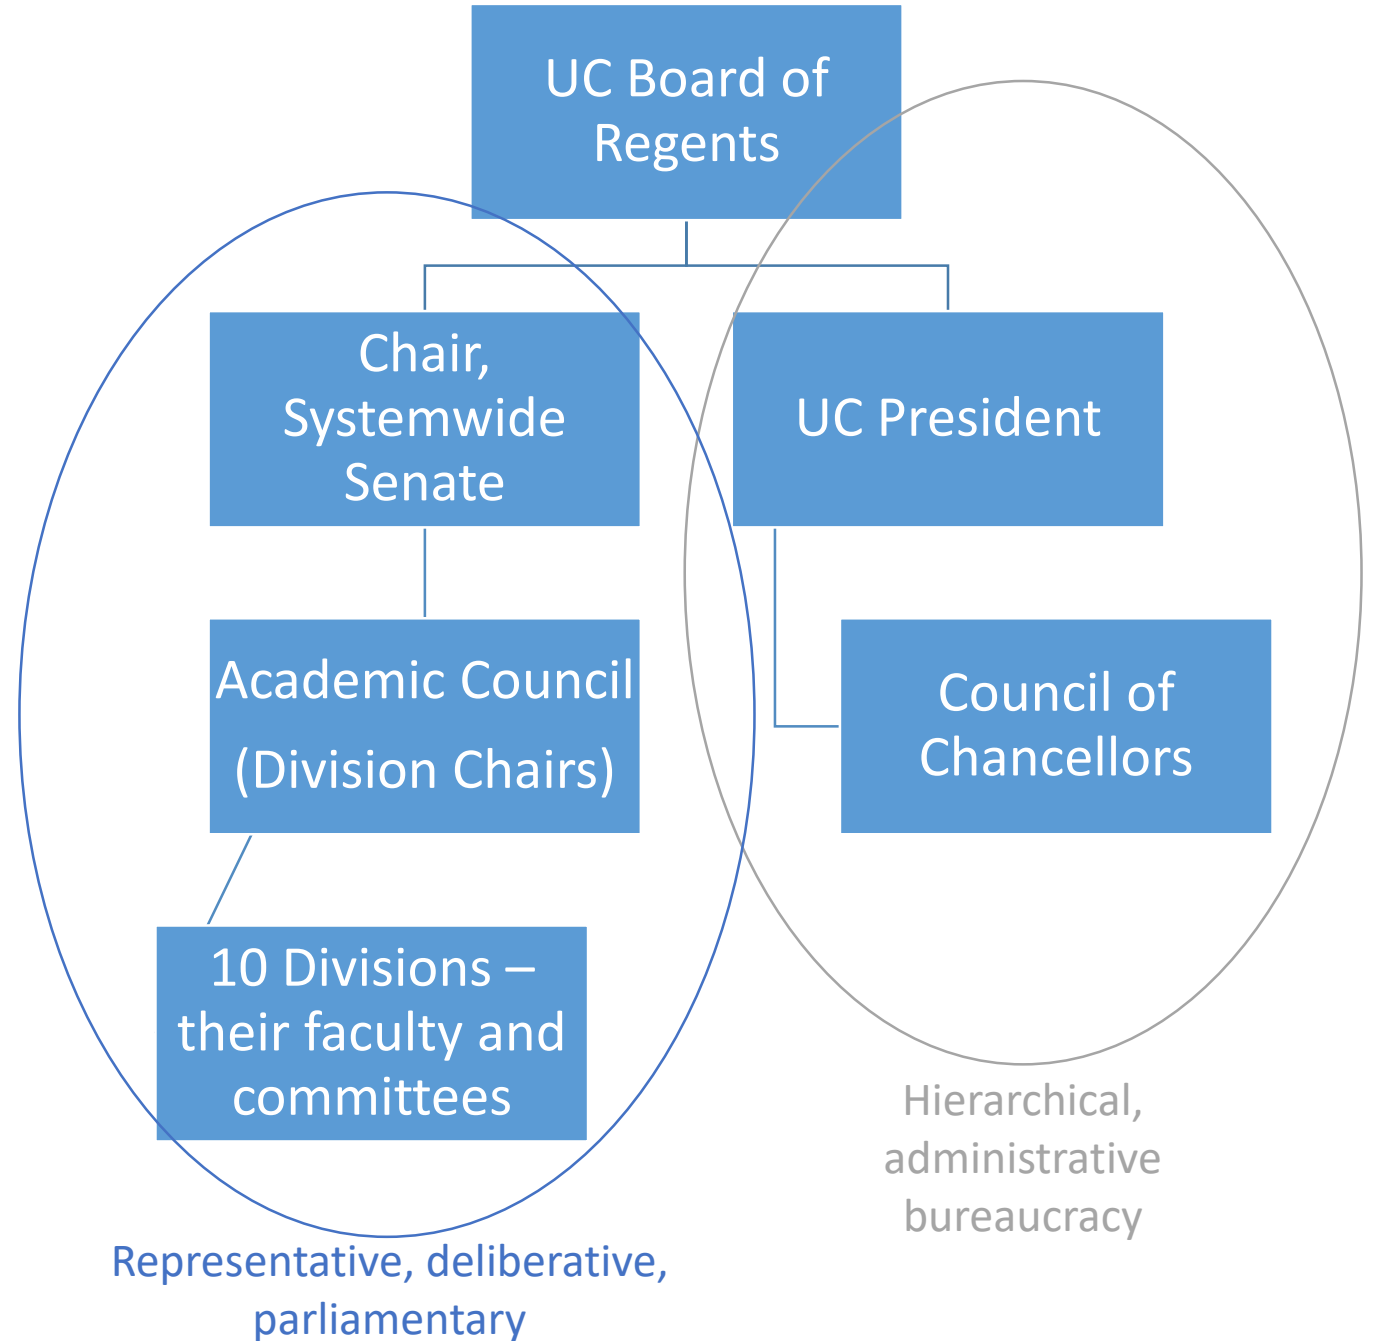 UC Board of
Regents
Chair,
Systemwide
Senate
UC President
Academic Council
(Division Chairs)
Council of
Chancellors
10 Divisions –
their faculty and
committees
Hierarchical,
administrative
bureaucracy
Representative, deliberative,
parliamentary